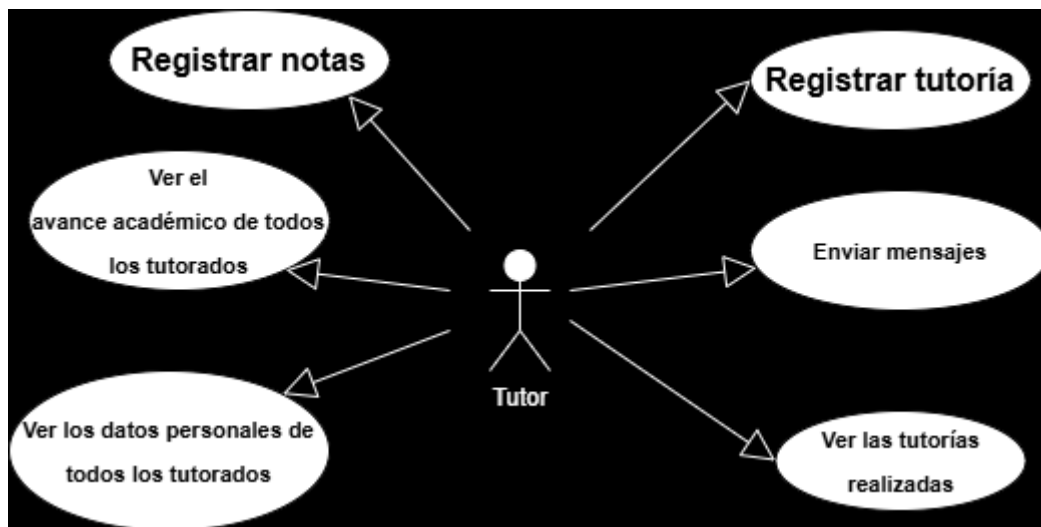 Registrar notas
Registrar tutoría
Ver el
avance académico de todos
los tutorados
Enviar mensajes
Tutor
Ver los datos personales de
todos los tutorados
Ver las tutorías
realizadas